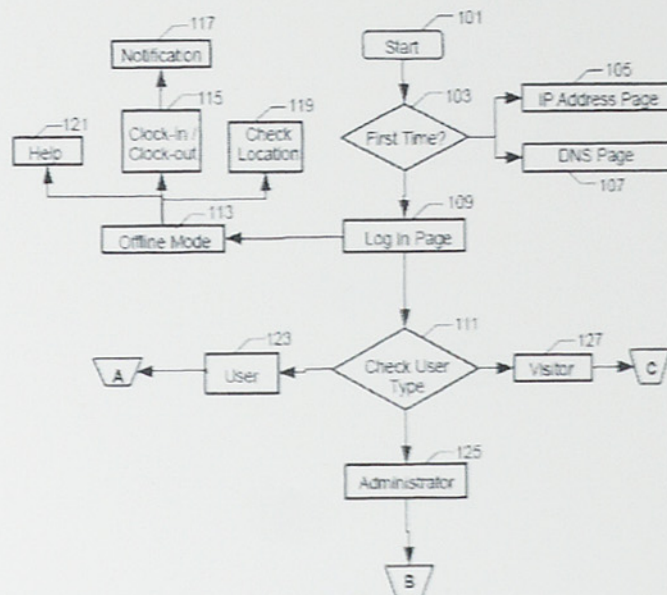 101
Start
117
Notification
103
First Time?
105
IP Address Page
DNS Page
107
115
Clock-in /
Clock-out
119
Check
Location
121
Help
113
Offline Mode
109
Log In Page
111
Check User
Type
123
User
A
127
Visitor
C
125
Administrator
B